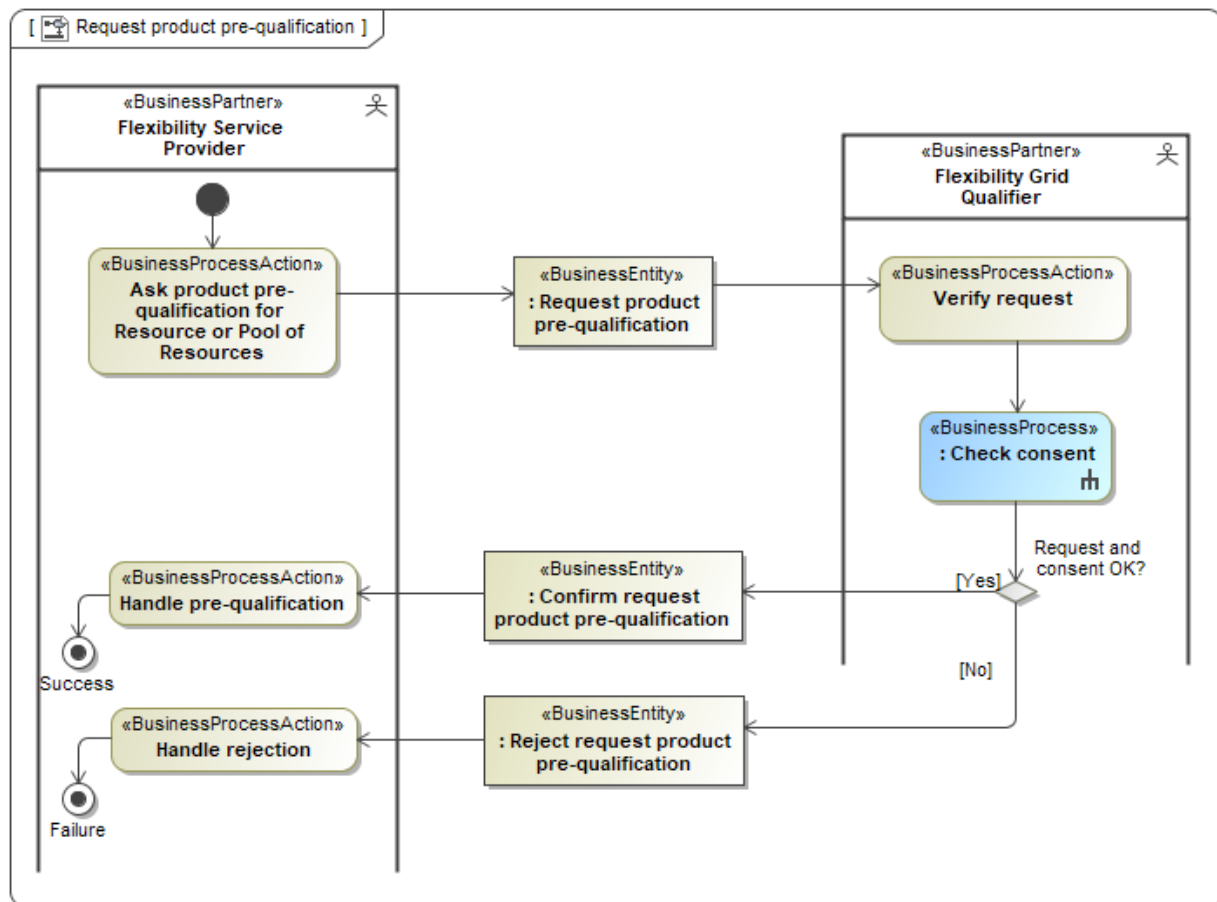 [ Request product pre-qualification ]
«BusinessPartner»
Flexibility Service
Provider
«BusinessPartner»
Flexibility Grid
Qualifier
«BusinessProcessAction»
Ask product pre-
qualification for
Resource or Pool of
Resources
«BusinessEntity»
: Request product
pre-qualification
«BusinessProcessAction»
Verify request
«BusinessProcess»
: Check consent
Request and
consent OK?
[Yes]
«BusinessEntity»
: Confirm request
product pre-qualification
«BusinessProcessAction»
Handle pre-qualification
Success
[No]
«BusinessEntity»
: Reject request product
pre-qualification
«BusinessProcessAction»
Handle rejection
Failure